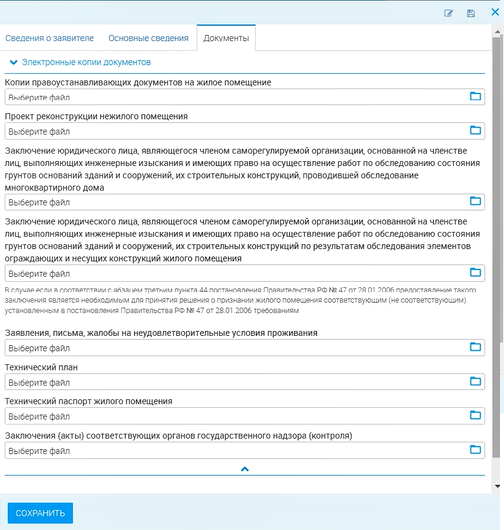 Сведения о заявителе Основные сведения Документы
Электронные копии документов
Копии правоустанавливающих документов на жилое помещение
Выберите файл
Проект реконструкции нежилого помещения
Выберите файл
Заключение юридического лица, являющегося членом саморегулируемой организации, основанной на членстве
лиц, выполняющих инженерные изыскания и имеющих право на осуществление работ по обследованию состояния
грунтов оснований зданий и сооружений, их строительных конструкций, проводившей обследование
многоквартирного дома
Выберите файл
Заключение юридического лица, являющегося членом саморегулируемой организации, основанной на членстве
лиц, выполняющих инженерные изыскания и имеющих право на осуществление работ по обследованию состояния
грунтов оснований зданий и сооружений, их строительных конструкций по результатам обследования элементов
ограждающих и несущих конструкций жилого помещения
Выберите файл
В случае если в соответствии с абзацем третьим пункта 44 постановления Правительства РФ № 47 от 28.01.2006 предоставление такого
заключения является необходимым для принятия решения о признании жилого помещения соответствующим (не соответствующим)
установленным в постановления Правительства РФ № 47 от 28.01.2006 требованиям
Заявления, письма, жалобы на неудовлетворительные условия проживания
Выберите файл
Технический план
Выберите файл
Технический паспорт жилого помещения
Выберите файл
Заключения (акты) соответствующих органов государственного надзора (контроля)
Выберите файл
СОХРАНИТЬ